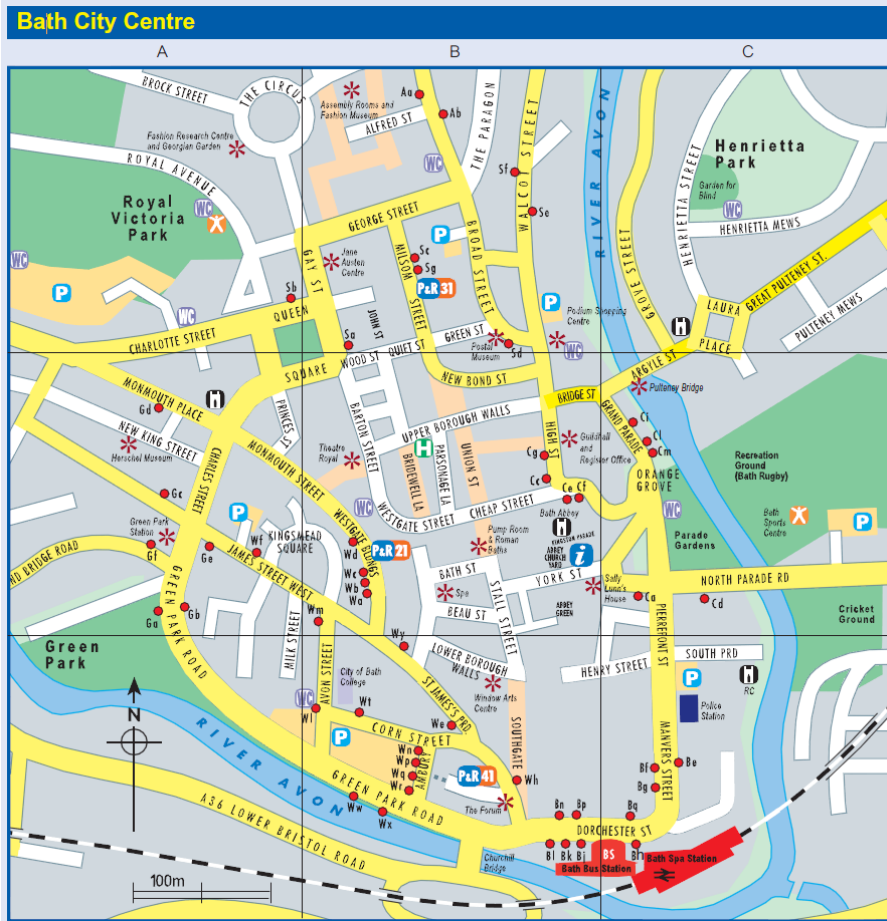 Bath City Centre
A
B
C
BROCK STREET
THE CIRCUS
Assembly Rooms and
Fashion Museum
Aa
Ab
ALFRED ST
THE PARAGON
WALCOT STREET
RIVER AVON
Fashion Research Centre
and Georgian Garden
ROYAL AVENUE
WC
Sf
Se
HENRIETTA STREET
Henrietta
Park
Garden for
Blind
WC
HENRIETTA MEWS
Royal
Victoria
Park
WC
GEORGE STREET
P
BROAD STREET
GROVE STREET
WC
P
GAY ST
Jane
Austen
Centre
MILSOM
STREET
Sc
Sg
P&R 31
GREAT PULTENEY ST.
LAURA
PLACE
PULTENEY MEWS
Sb
QUEEN
SQUARE
WC
CHARLOTTE STREET
JOHN ST
Sa
WOOD ST
QUIET ST
GREEN ST
Postal
Museum
Sd
P
Podium Shopping
Centre
WC
ARGYLE ST
Pulteney Bridge
MONMOUTH PLACE
Gd
NEW KING STREET
Herschel Museum
CHARLES STREET
PRINCES ST
BARTON STREET
NEW BOND ST
BRIDGE ST
GRAND PARADE
UPPER BOROUGH WALLS
HIGH ST
Ci
Cl
Cm
Guildhall
and
Register Office
Cg
Theatre
Royal
H
BRIDEWELL LA
PARSONAGE LA
UNION ST
MONMOUTH STREET
Recreation
Ground
(Bath Rugby)
ORANGE
GROVE
Cc
Ce
Cf
Gc
CHEAP STREET
Bath Abbey
WESTGATE STREET
WC
WC
P
Green Park
Station
Wf
KINGSMEAD
SQUARE
WESTGATE BLDNGS
Wd
P&R 21
Pump Room
& Roman
Baths
KINGSTON PARADE
ABBEY
CHURCH
YARD
i
Parade
Gardens
Bath
Sports
Centre
P
ND BRIDGE ROAD
Gf
Ge
JAMES STREET WEST
Wc
Wb
Wa
BATH ST
Spa
STALL STREET
YORK ST
Sally
Lunn's
House
NORTH PARADE RD
GREEN PARK ROAD
Ga
Gb
Wm
MILK STREET
BEAU ST
ABBEY
GREEN
Ca
Cd
PIERREPONT ST
Cricket
Ground
Green
Park
Wy
LOWER BOROUGH
WALLS
HENRY STREET
SOUTH PRD
N
AVON STREET
City of Bath
College
ST JAMES'S PRD.
Window Arts
Centre
SOUTHGATE
P
RC
Police
Station
WC
Wl
Wt
We
CORN STREET
P
Wn
Wp
Wq
Wr
AMBURY
P&R 41
Wh
MANVERS STREET
Bf
Be
Bg
RIVER AVON
GREEN PARK ROAD
Ww
Wx
The Forum
Bn
Bp
Bq
A36 LOWER BRISTOL ROAD
DORCHESTER ST
Churchill
Bridge
Bl
Bk
Bj
BS
Bh
Bath Bus Station
Bath Spa Station
100m